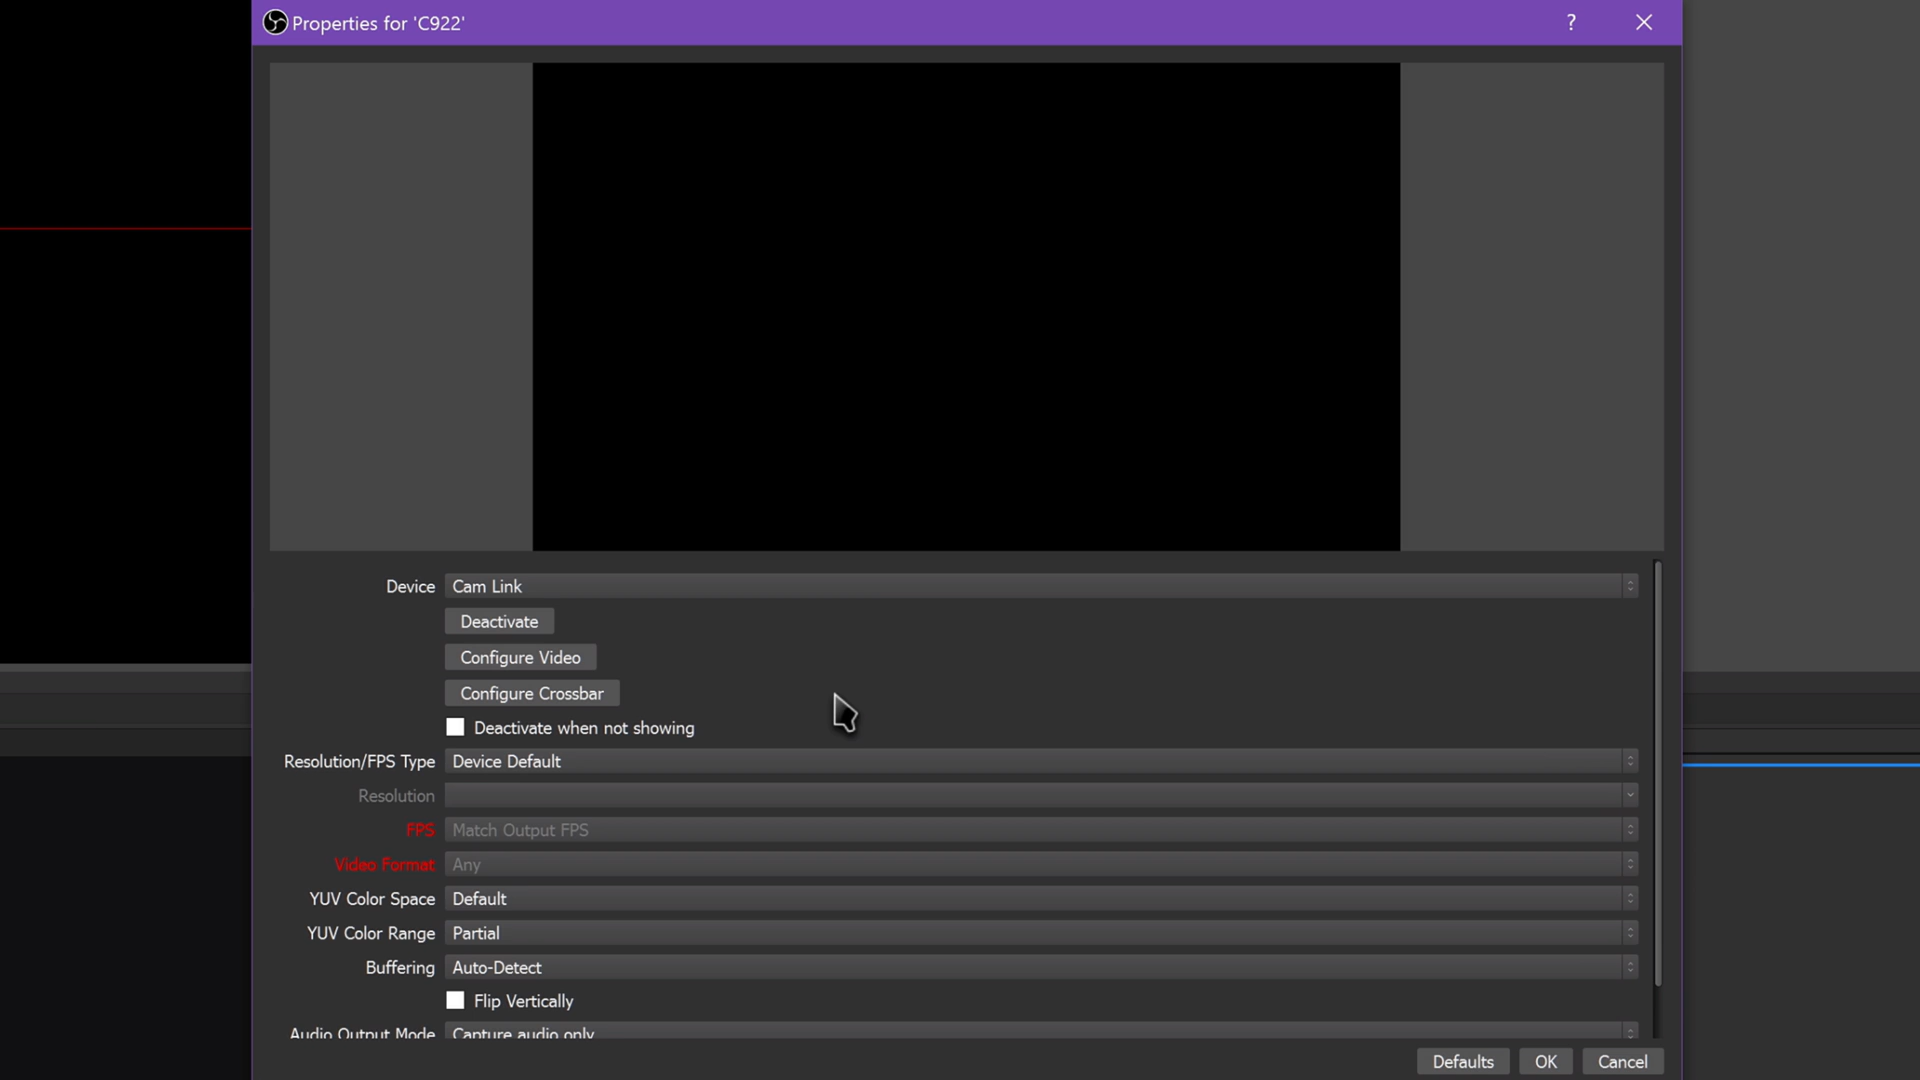 Properties for 'C922'
?
Device Cam Link
Deactivate
Configure Video
Configure Crossbar
Deactivate when not showing
Resolution/FPS Type Device Default
Resolution
FPS Match Output FPS
Video Format Any
YUV Color Space Default
YUV Color Range Partial
Buffering Auto-Detect
Flip Vertically
Audio Output Mode Capture audio only
Defaults OK Cancel